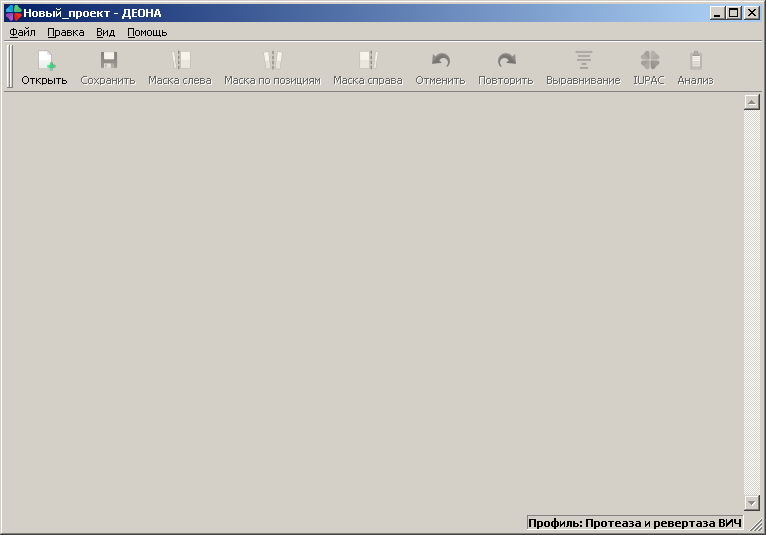 Новый_проект - ДЕОНА
Файл Правка Вид Помощь
Открыть Сохранить Маска слева Маска по позициям Маска справа Отменить Повторить Выравнивание IUPAC Анализ
Профиль: Протеаза и ревертаза ВИЧ